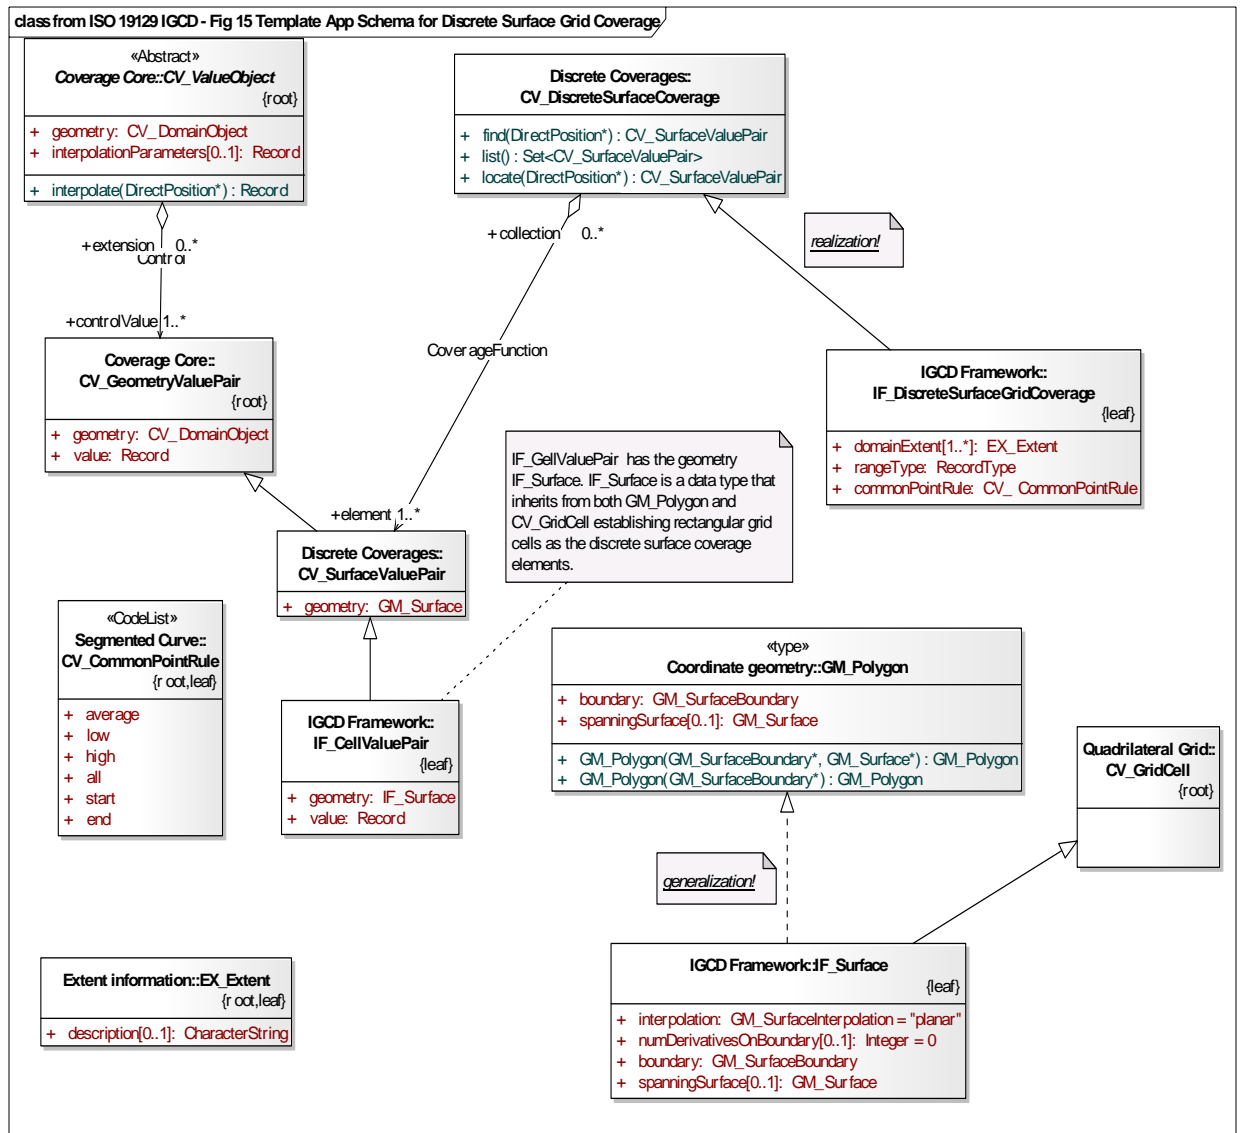 class from ISO 19129 IGCD - Fig 15 Template App Schema for Discrete Surface Grid Coverage
«Abstract»
Coverage Core::CV_ValueObject
{root}
+ geometry: CV_DomainObject
+ interpolationParameters[0..1]: Record
+ interpolate(DirectPosition*) : Record
Discrete Coverages::
CV_DiscreteSurfaceCoverage
+ find(DirectPosition*) : CV_SurfaceValuePair
+ list() : Set<CV_SurfaceValuePair>
+ locate(DirectPosition*) : CV_SurfaceValuePair
+extension 0..*
Control
+controlValue 1..*
+collection 0..*
realization!
CoverageFunction
Coverage Core::
CV_GeometryValuePair
{root}
+ geometry: CV_DomainObject
+ value: Record
IGCD Framework::
IF_DiscreteSurfaceGridCoverage
{leaf}
+ domainExtent[1..*]: EX_Extent
+ rangeType: RecordType
+ commonPointRule: CV_ CommonPointRule
IF_GellValuePair has the geometry
IF_Surface. IF_Surface is a data type that
inherits from both GM_Polygon and
CV_GridCell establishing rectangular grid
cells as the discrete surface coverage
elements.
+element 1..*
Discrete Coverages::
CV_SurfaceValuePair
+ geometry: GM_Surface
«CodeList»
Segmented Curve::
CV_CommonPointRule
{root,leaf}
+ average
+ low
+ high
+ all
+ start
+ end
IGCD Framework::
IF_CellValuePair
{leaf}
+ geometry: IF_Surface
+ value: Record
«type»
Coordinate geometry::GM_Polygon
+ boundary: GM_SurfaceBoundary
+ spanningSurface[0..1]: GM_Surface
+ GM_Polygon(GM_SurfaceBoundary*, GM_Surface*) : GM_Polygon
+ GM_Polygon(GM_SurfaceBoundary*) : GM_Polygon
Quadrilateral Grid::
CV_GridCell
{root}
generalization!
Extent information::EX_Extent
{root,leaf}
+ description[0..1]: CharacterString
IGCD Framework::IF_Surface
{leaf}
+ interpolation: GM_SurfaceInterpolation = "planar"
+ numDerivativesOnBoundary[0..1]: Integer = 0
+ boundary: GM_SurfaceBoundary
+ spanningSurface[0..1]: GM_Surface